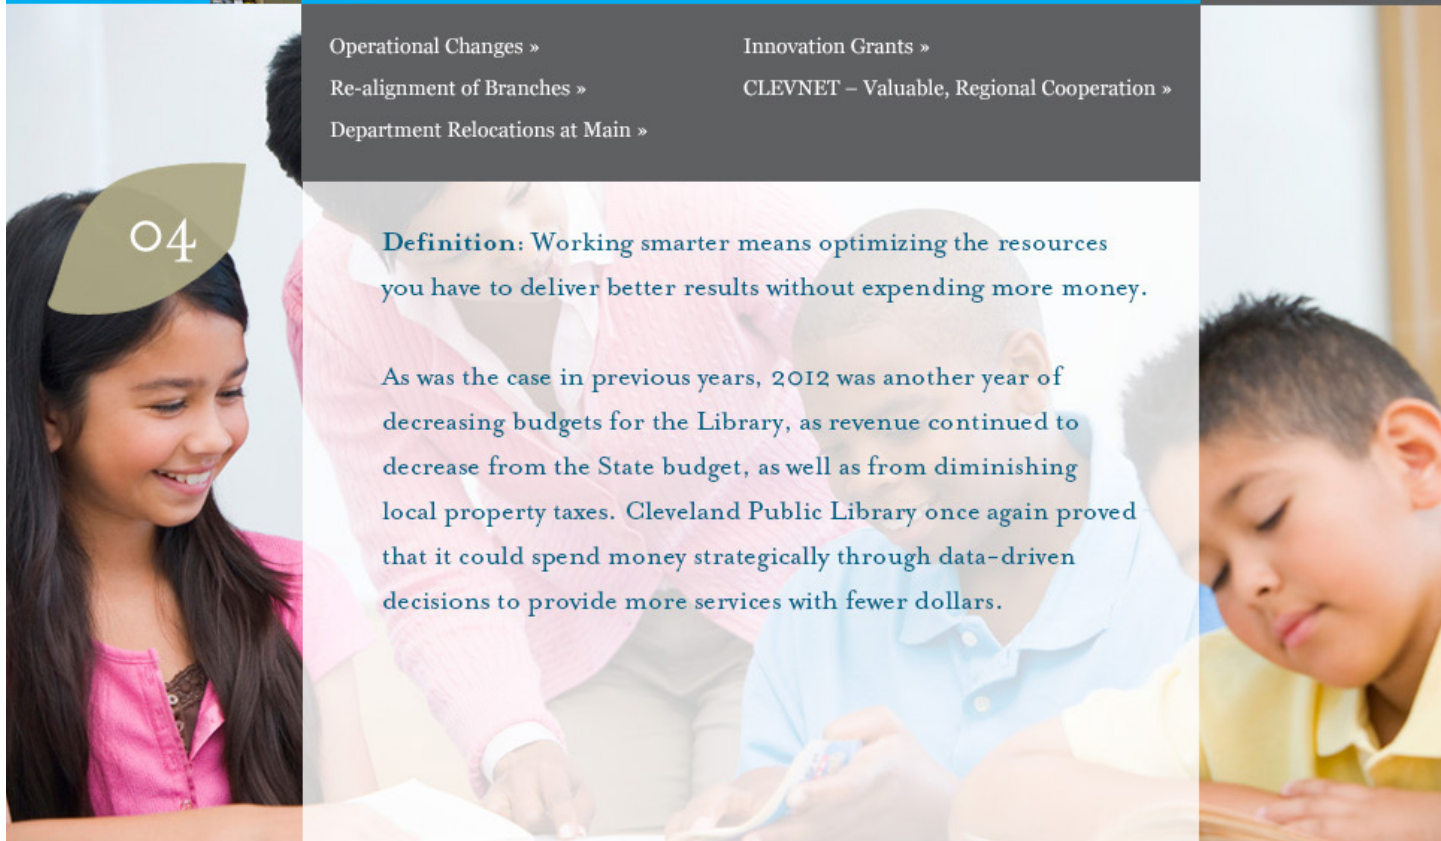 Operational Changes »
Re-alignment of Branches »
Department Relocations at Main »
Innovation Grants »
CLEVNET – Valuable, Regional Cooperation »
04
Definition: Working smarter means optimizing the resources
you have to deliver better results without expending more money.
As was the case in previous years, 2012 was another year of
decreasing budgets for the Library, as revenue continued to
decrease from the State budget, as well as from diminishing
local property taxes. Cleveland Public Library once again proved
that it could spend money strategically through data-driven
decisions to provide more services with fewer dollars.